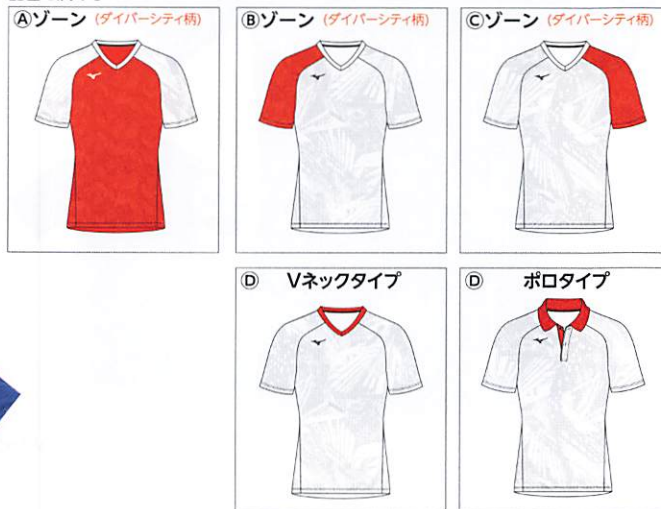 Ⓐゾーン (ダイバーシティ柄)
Ⓑゾーン (ダイバーシティ柄)
Ⓒゾーン (ダイバーシティ柄)
Ⓓ Vネックタイプ
Ⓓ ポロタイプ